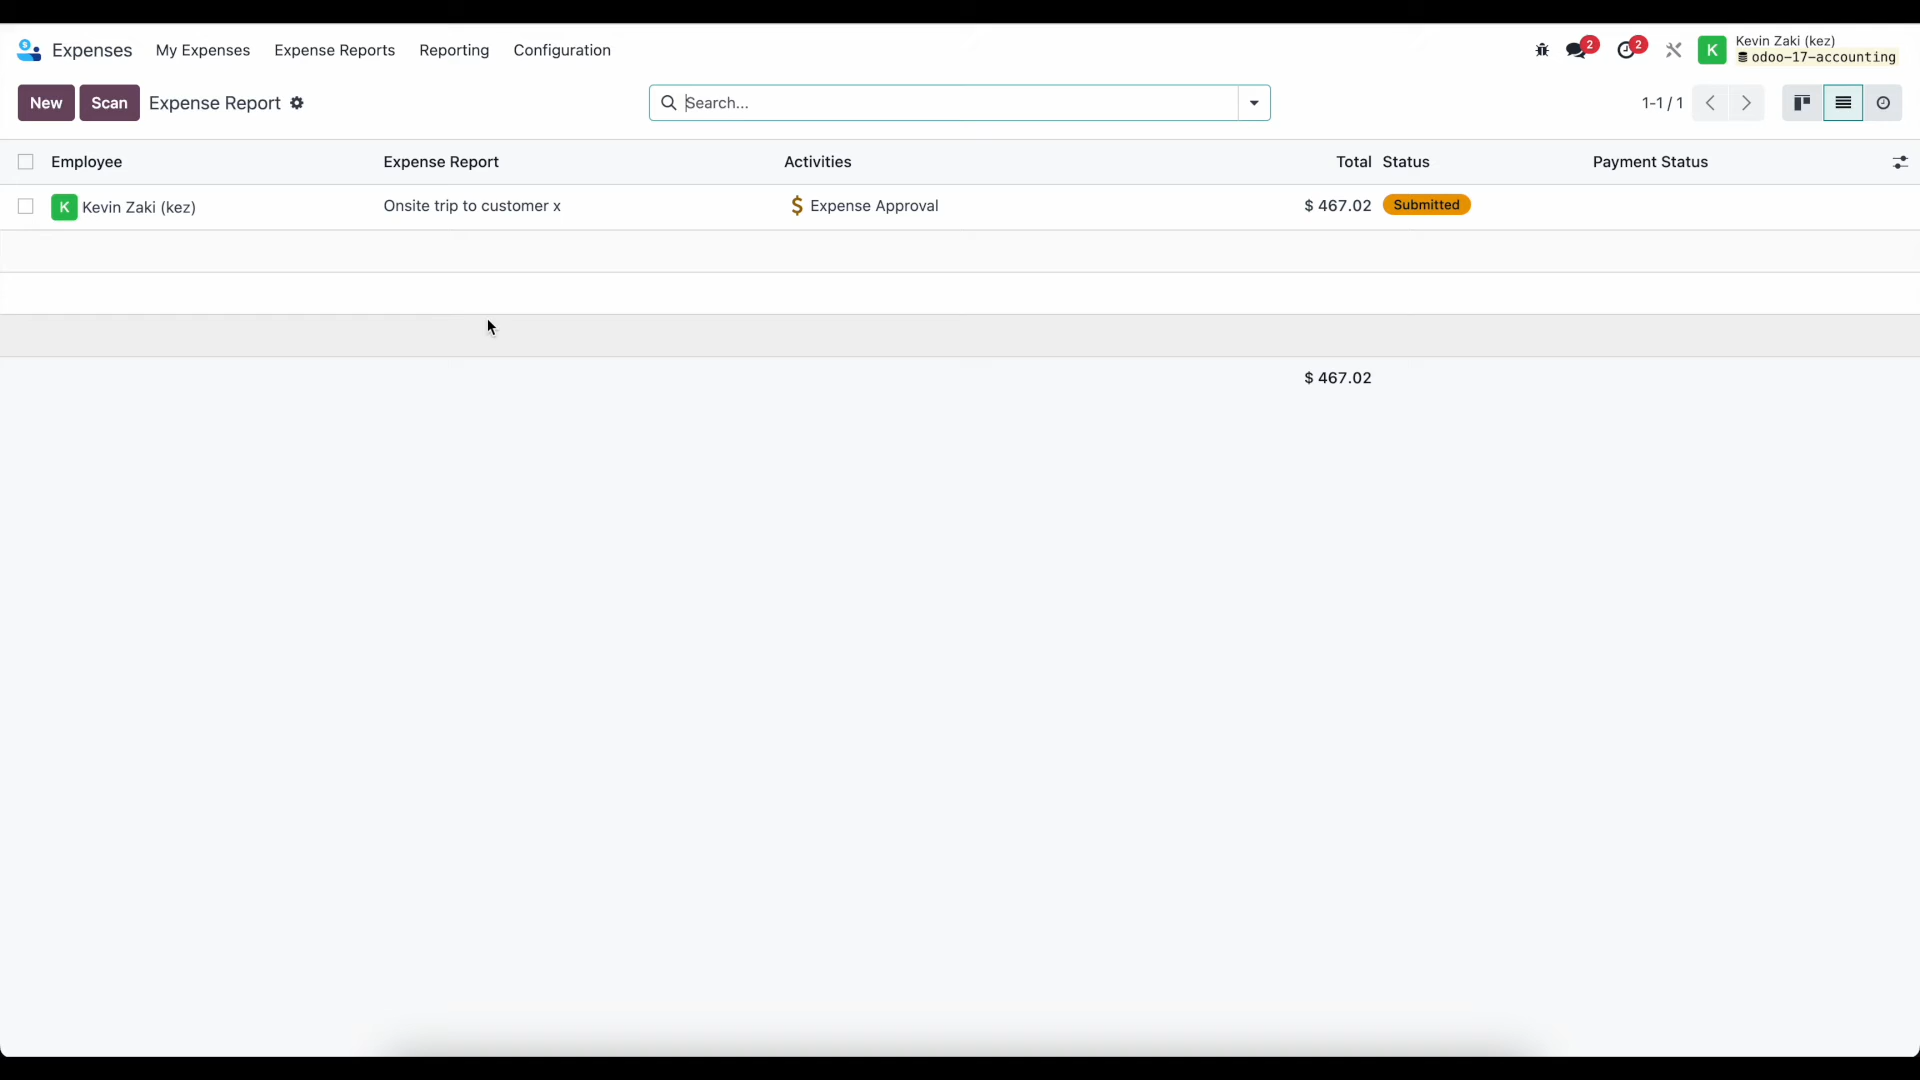 Expenses My Expenses Expense Reports Reporting Configuration 2 2 K Kevin Zaki (kez)
odoo-17-accounting
New Scan Expense Report Search... 1-1 / 1
Employee Expense Report Activities Total Status Payment Status
K Kevin Zaki (kez) Onsite trip to customer x $ Expense Approval $ 467.02 Submitted
$ 467.02